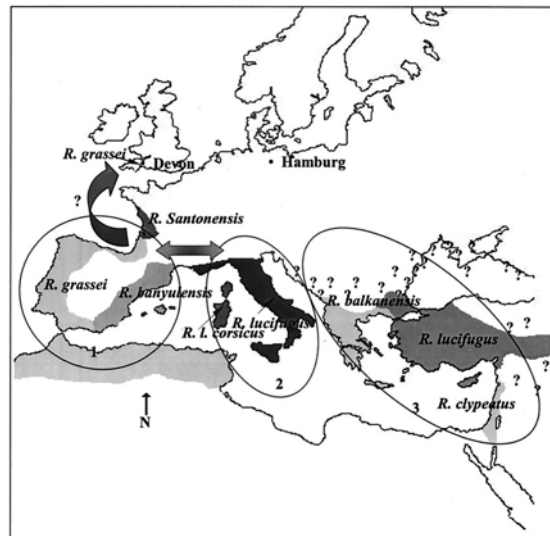 R. grassei
Devon
Hamburg
?
R. Santonensis
R. grassei
R. banyulensis
R. l. corsicus
R. lucifugus
1
2
N
? ? ? ? ? ? ? ? ? ? ? ? ?
R. balkanensis
R. lucifugus
? ?
? ?
?
?
3
R. clypeatus